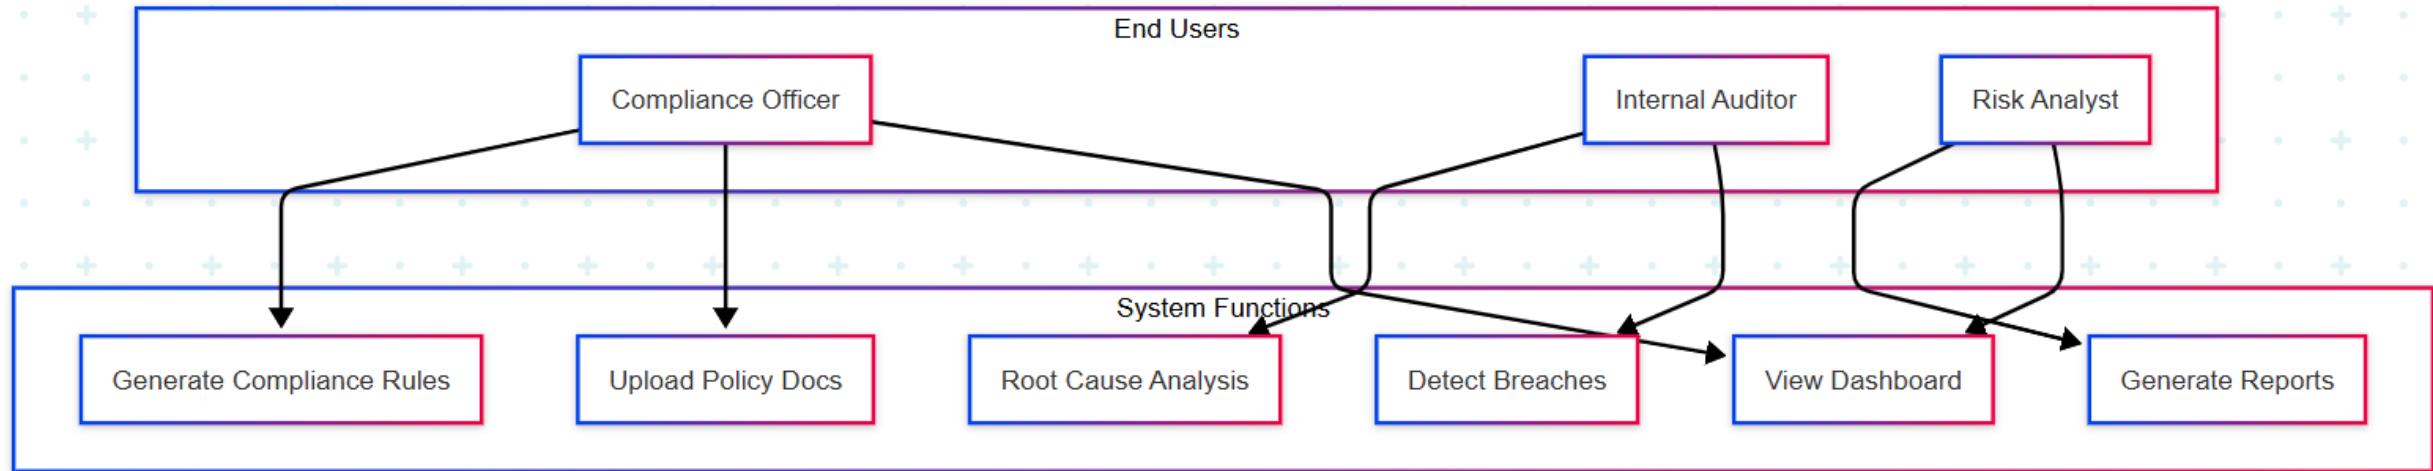 End Users
Compliance Officer
Internal Auditor
Risk Analyst
System Functions
Generate Compliance Rules
Upload Policy Docs
Root Cause Analysis
Detect Breaches
View Dashboard
Generate Reports